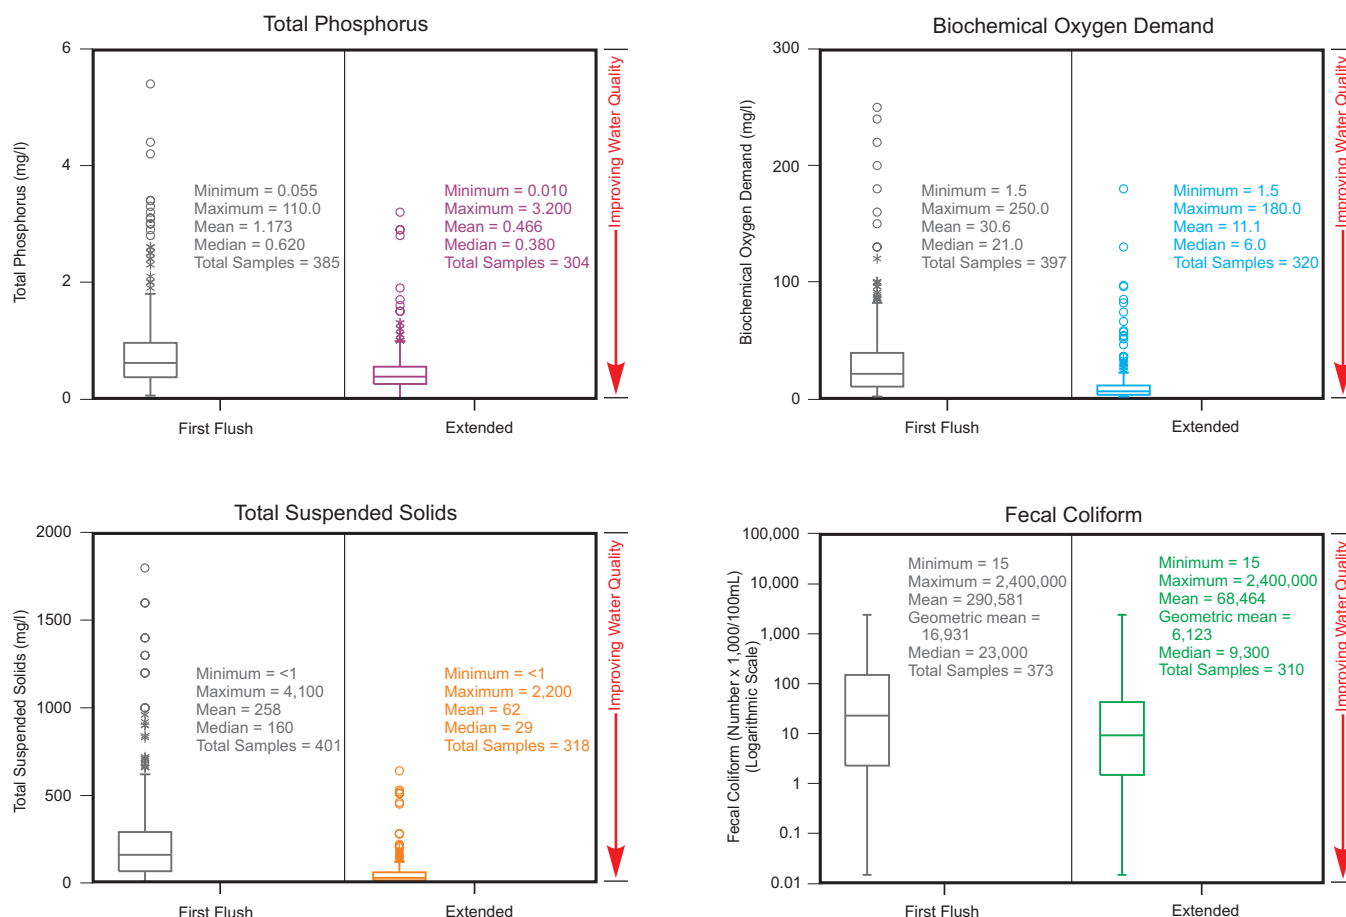 Total Phosphorus
Total Phosphorus (mg/l)
6
4
2
0
Minimum = 0.055
Maximum = 110.0
Mean = 1.173
Median = 0.620
Total Samples = 385
Minimum = 0.010
Maximum = 3.200
Mean = 0.466
Median = 0.380
Total Samples = 304
First Flush
Extended
Improving Water Quality
Biochemical Oxygen Demand
Biochemical Oxygen Demand (mg/l)
300
200
100
0
Minimum = 1.5
Maximum = 250.0
Mean = 30.6
Median = 21.0
Total Samples = 397
Minimum = 1.5
Maximum = 180.0
Mean = 11.1
Median = 6.0
Total Samples = 320
First Flush
Extended
Improving Water Quality
Total Suspended Solids
Total Suspended Solids (mg/l)
2000
1500
1000
500
0
Minimum = <1
Maximum = 4,100
Mean = 258
Median = 160
Total Samples = 401
Minimum = <1
Maximum = 2,200
Mean = 62
Median = 29
Total Samples = 318
First Flush
Extended
Improving Water Quality
Fecal Coliform
Fecal Coliform (Number x 1,000/100mL)
(Logarithmic Scale)
100,000
10,000
1,000
100
10
1
0.1
0.01
Minimum = 15
Maximum = 2,400,000
Mean = 290,581
Geometric mean =
16,931
Median = 23,000
Total Samples = 373
Minimum = 15
Maximum = 2,400,000
Mean = 68,464
Geometric mean =
6,123
Median = 9,300
Total Samples = 310
First Flush
Extended
Improving Water Quality